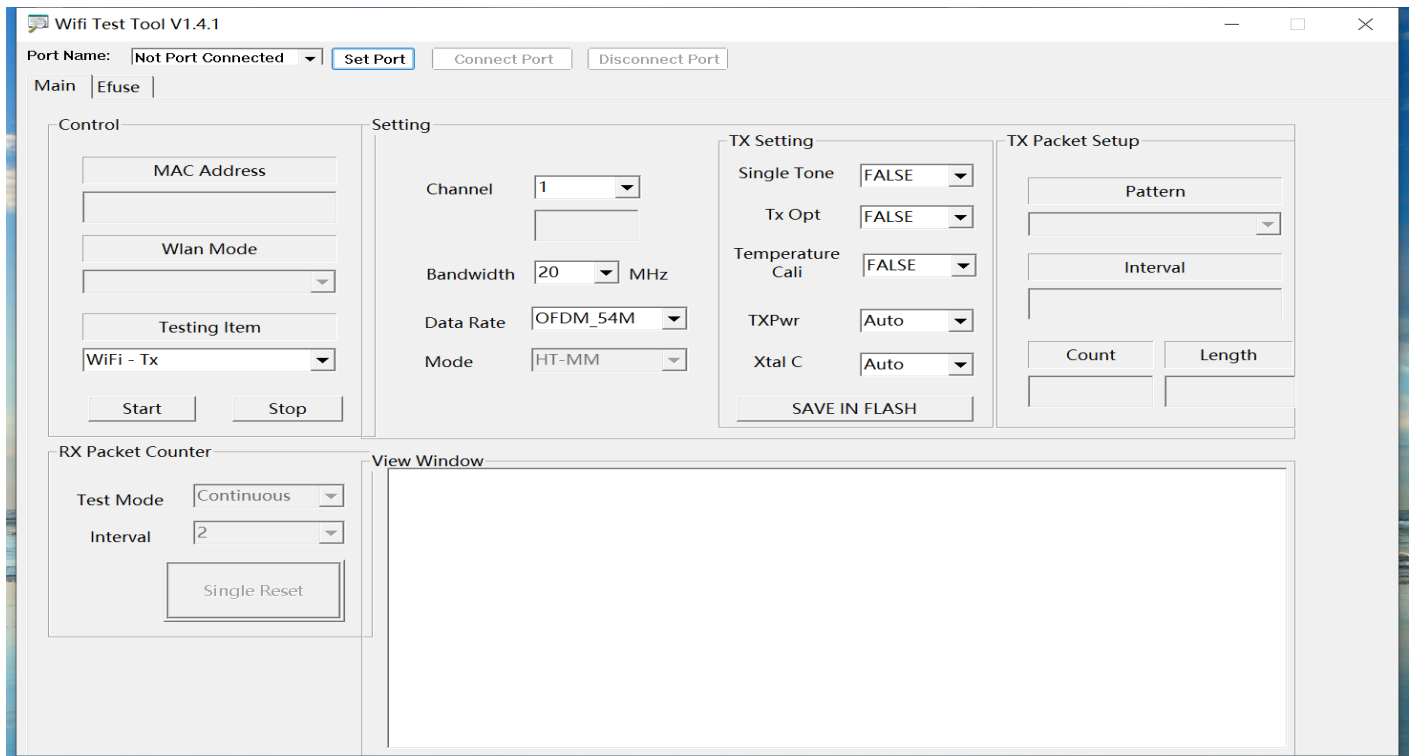 Wifi Test Tool V1.4.1
Port Name: Not Port Connected Set Port Connect Port Disconnect Port
Main Efuse
Control
MAC Address
Wlan Mode
Testing Item
WiFi - Tx
Start Stop
Setting
Channel 1
Bandwidth 20 MHz
Data Rate OFDM_54M
Mode HT-MM
TX Setting
Single Tone FALSE
Tx Opt FALSE
Temperature
Cali FALSE
TXPwr Auto
Xtal C Auto
SAVE IN FLASH
TX Packet Setup
Pattern
Interval
Count Length
RX Packet Counter
Test Mode Continuous
Interval 2
Single Reset
View Window